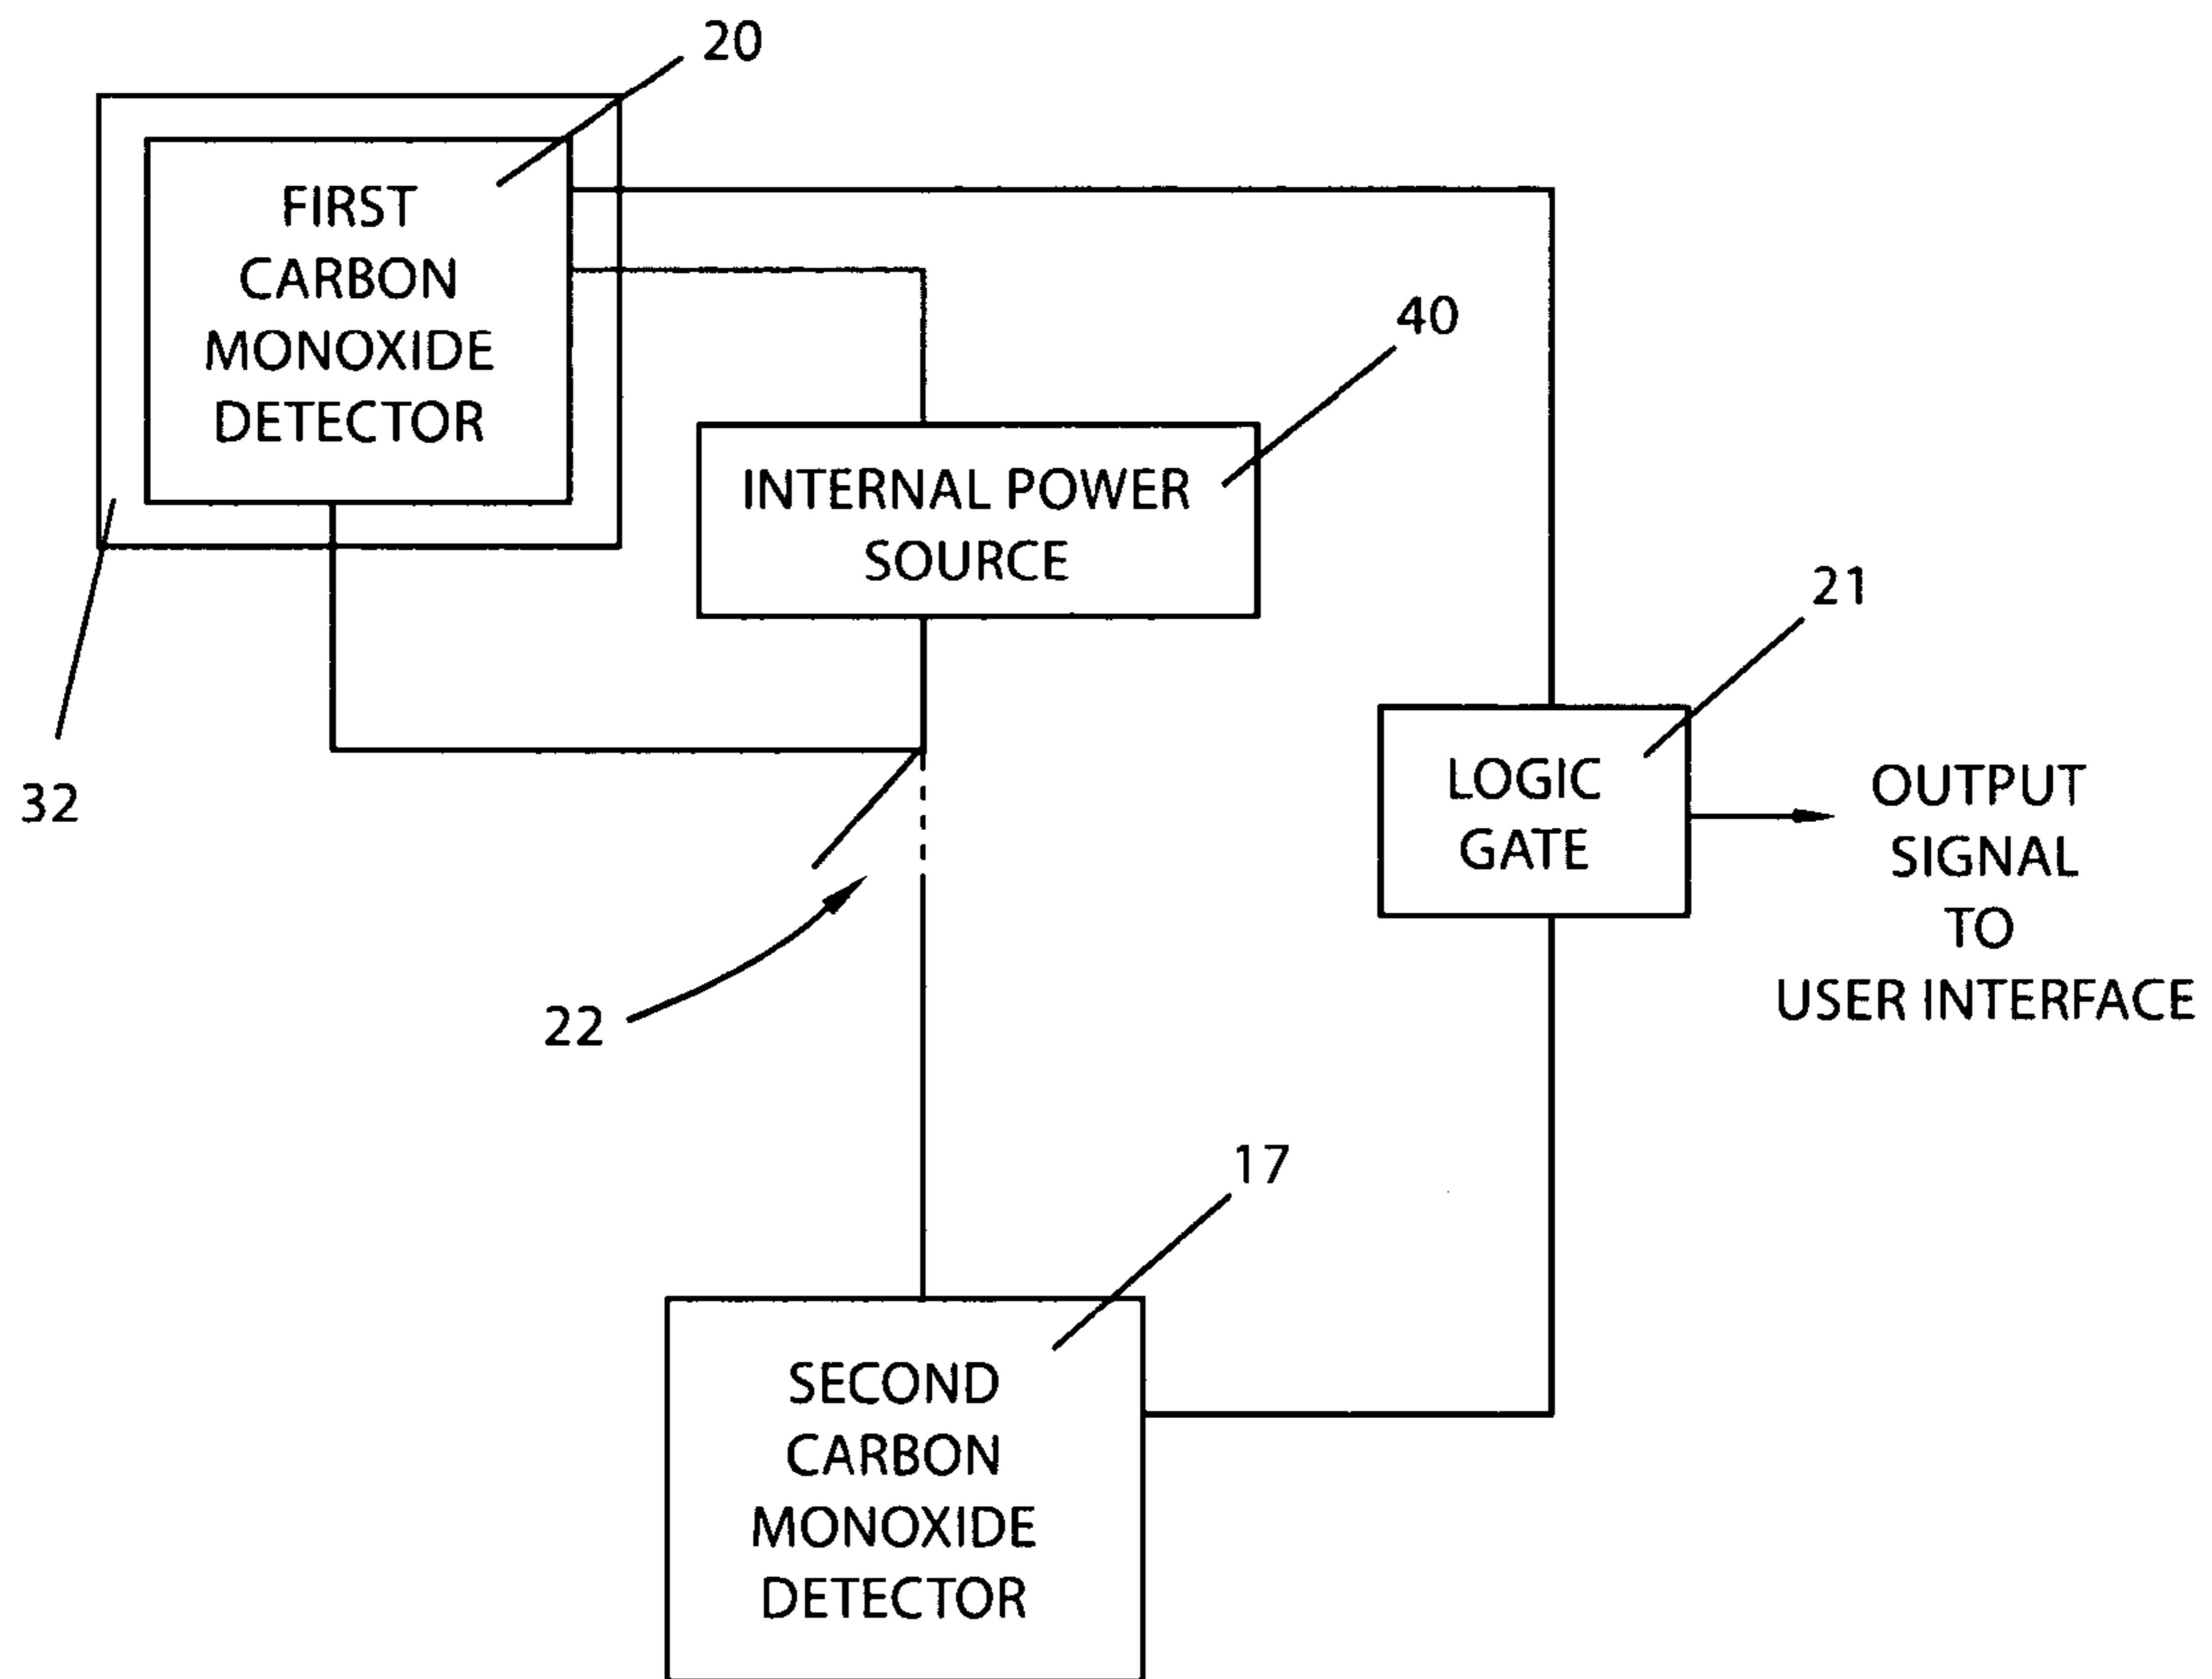 20
FIRST
CARBON
MONOXIDE
DETECTOR
40
INTERNAL POWER
SOURCE
21
32
LOGIC
GATE
OUTPUT
SIGNAL
TO
USER INTERFACE
22
17
SECOND
CARBON
MONOXIDE
DETECTOR